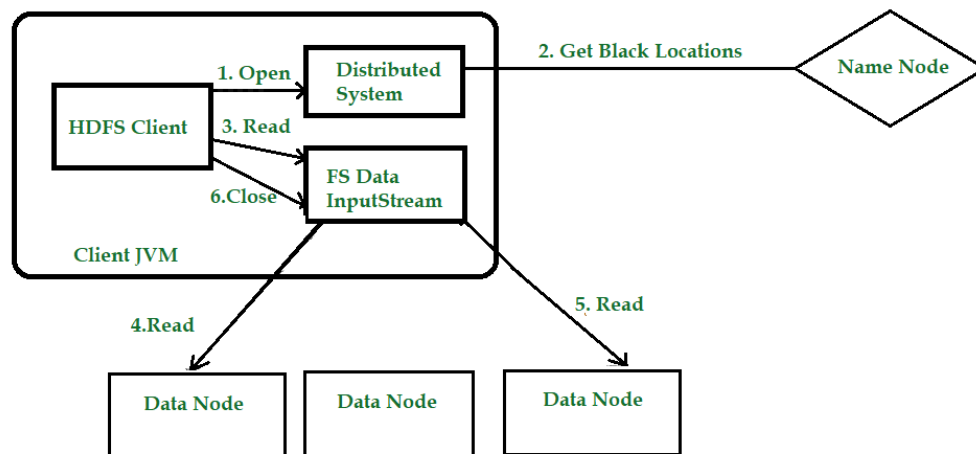 2. Get Black Locations
Name Node
1. Open
Distributed
System
HDFS Client
3. Read
6.Close
FS Data
InputStream
Client JVM
4.Read
5. Read
Data Node
Data Node
Data Node